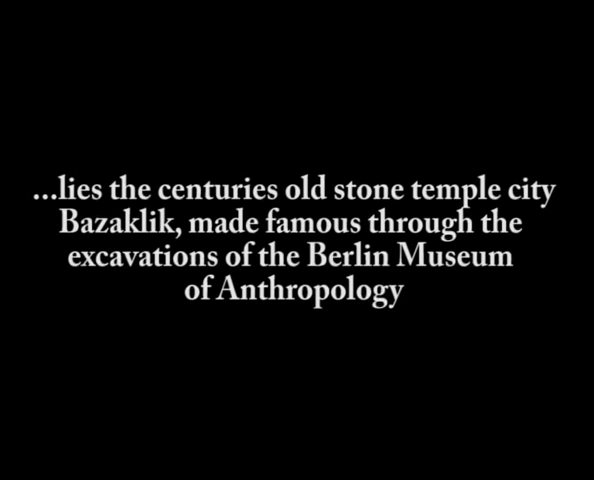 ...lies the centuries old stone temple city
Bazaklik, made famous through the
excavations of the Berlin Museum
of Anthropology